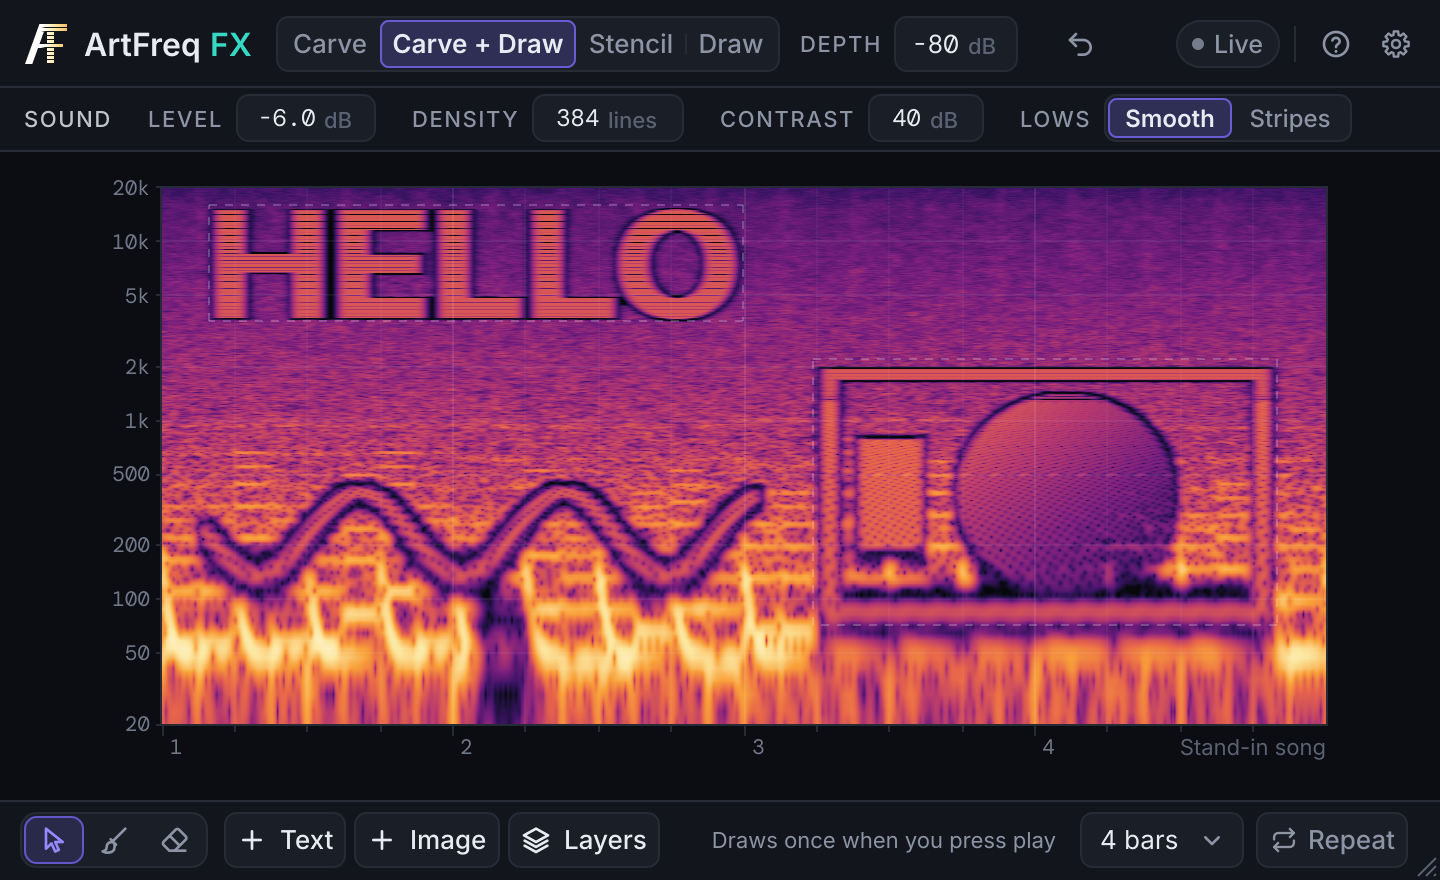 ArtFreq FX
Carve Carve + Draw Stencil Draw DEPTH -80 dB Live
SOUND LEVEL -6.0 dB DENSITY 384 lines CONTRAST 40 dB LOWS Smooth Stripes
20k
HELLO
10k
5k
2k
1k
500
200
100
50
20
1 2 3 4 Stand-in song
+ Text + Image Layers Draws once when you press play 4 bars Repeat